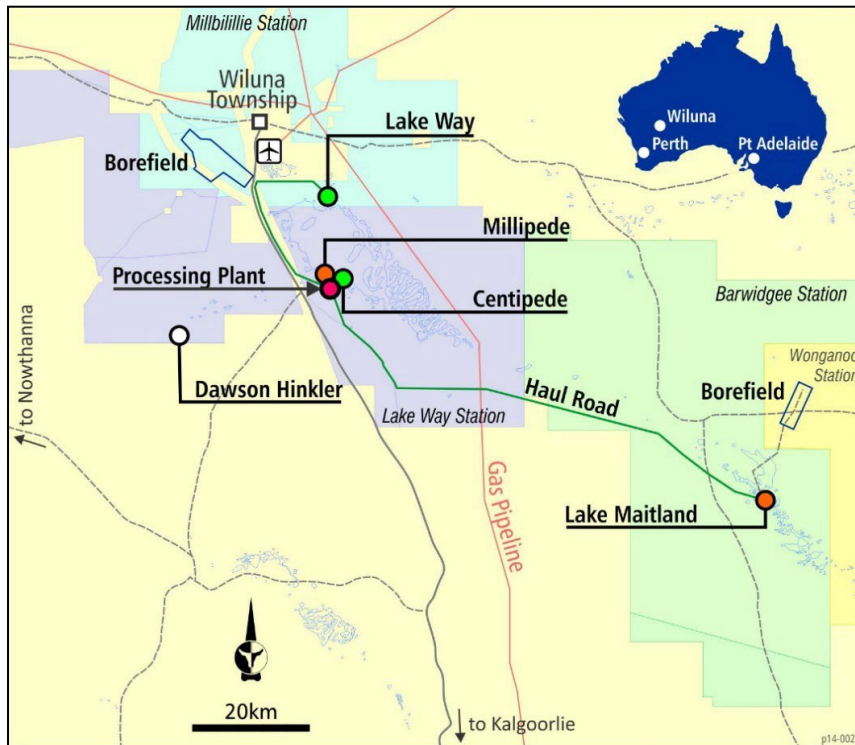 Millbilillie Station
Wiluna
Township
Lake Way
Borefield
Wiluna
Perth
Pt Adelaide
Millipede
Processing Plant
Centipede
Barwidgee Station
Wonganoo
Station
to Nowthanna
Dawson Hinkler
Lake Way Station
Haul Road
Borefield
Gas Pipeline
Lake Maitland
20km
to Kalgoorlie
p14-002